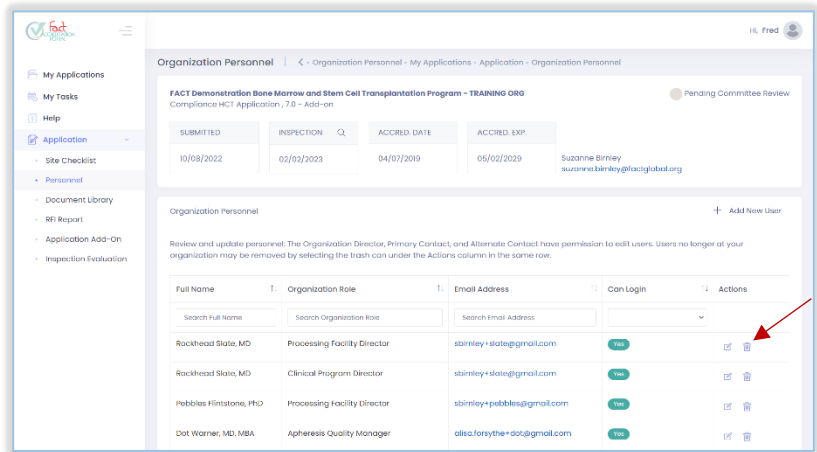 fact
ACCREDITATION
PORTAL
Hi, Fred
My Applications
My Tasks
Help
Application
Site Checklist
Personnel
Document Library
RFI Report
Application Add-On
Inspection Evaluation
Organization Personnel | < - Organization Personnel - My Applications - Application - Organization Personnel
FACT Demonstration Bone Marrow and Stem Cell Transplantation Program - TRAINING ORG
Pending Committee Review
Compliance HCT Application , 7.0 - Add-on
SUBMITTED INSPECTION ACCRED. DATE ACCRED. EXP.
10/08/2022 02/02/2023 04/07/2019 05/02/2029 Suzanne Birnley
suzanne.birnley@factglobal.org
Organization Personnel + Add New User
Review and update personnel: The Organization Director, Primary Contact, and Alternate Contact have permission to edit users. Users no longer at your
organization may be removed by selecting the trash can under the Actions column in the same row.
Full Name Organization Role Email Address Can Login Actions
Search Full Name Search Organization Role Search Email Address
Rockhead Slate, MD Processing Facility Director sbirnley+slate@gmail.com Yes
Rockhead Slate, MD Clinical Program Director sbirnley+slate@gmail.com Yes
Pebbles Flintstone, PhD Processing Facility Director sbirnley+pebbles@gmail.com Yes
Dot Warner, MD, MBA Apheresis Quality Manager alisa.forsythe+dot@gmail.com Yes